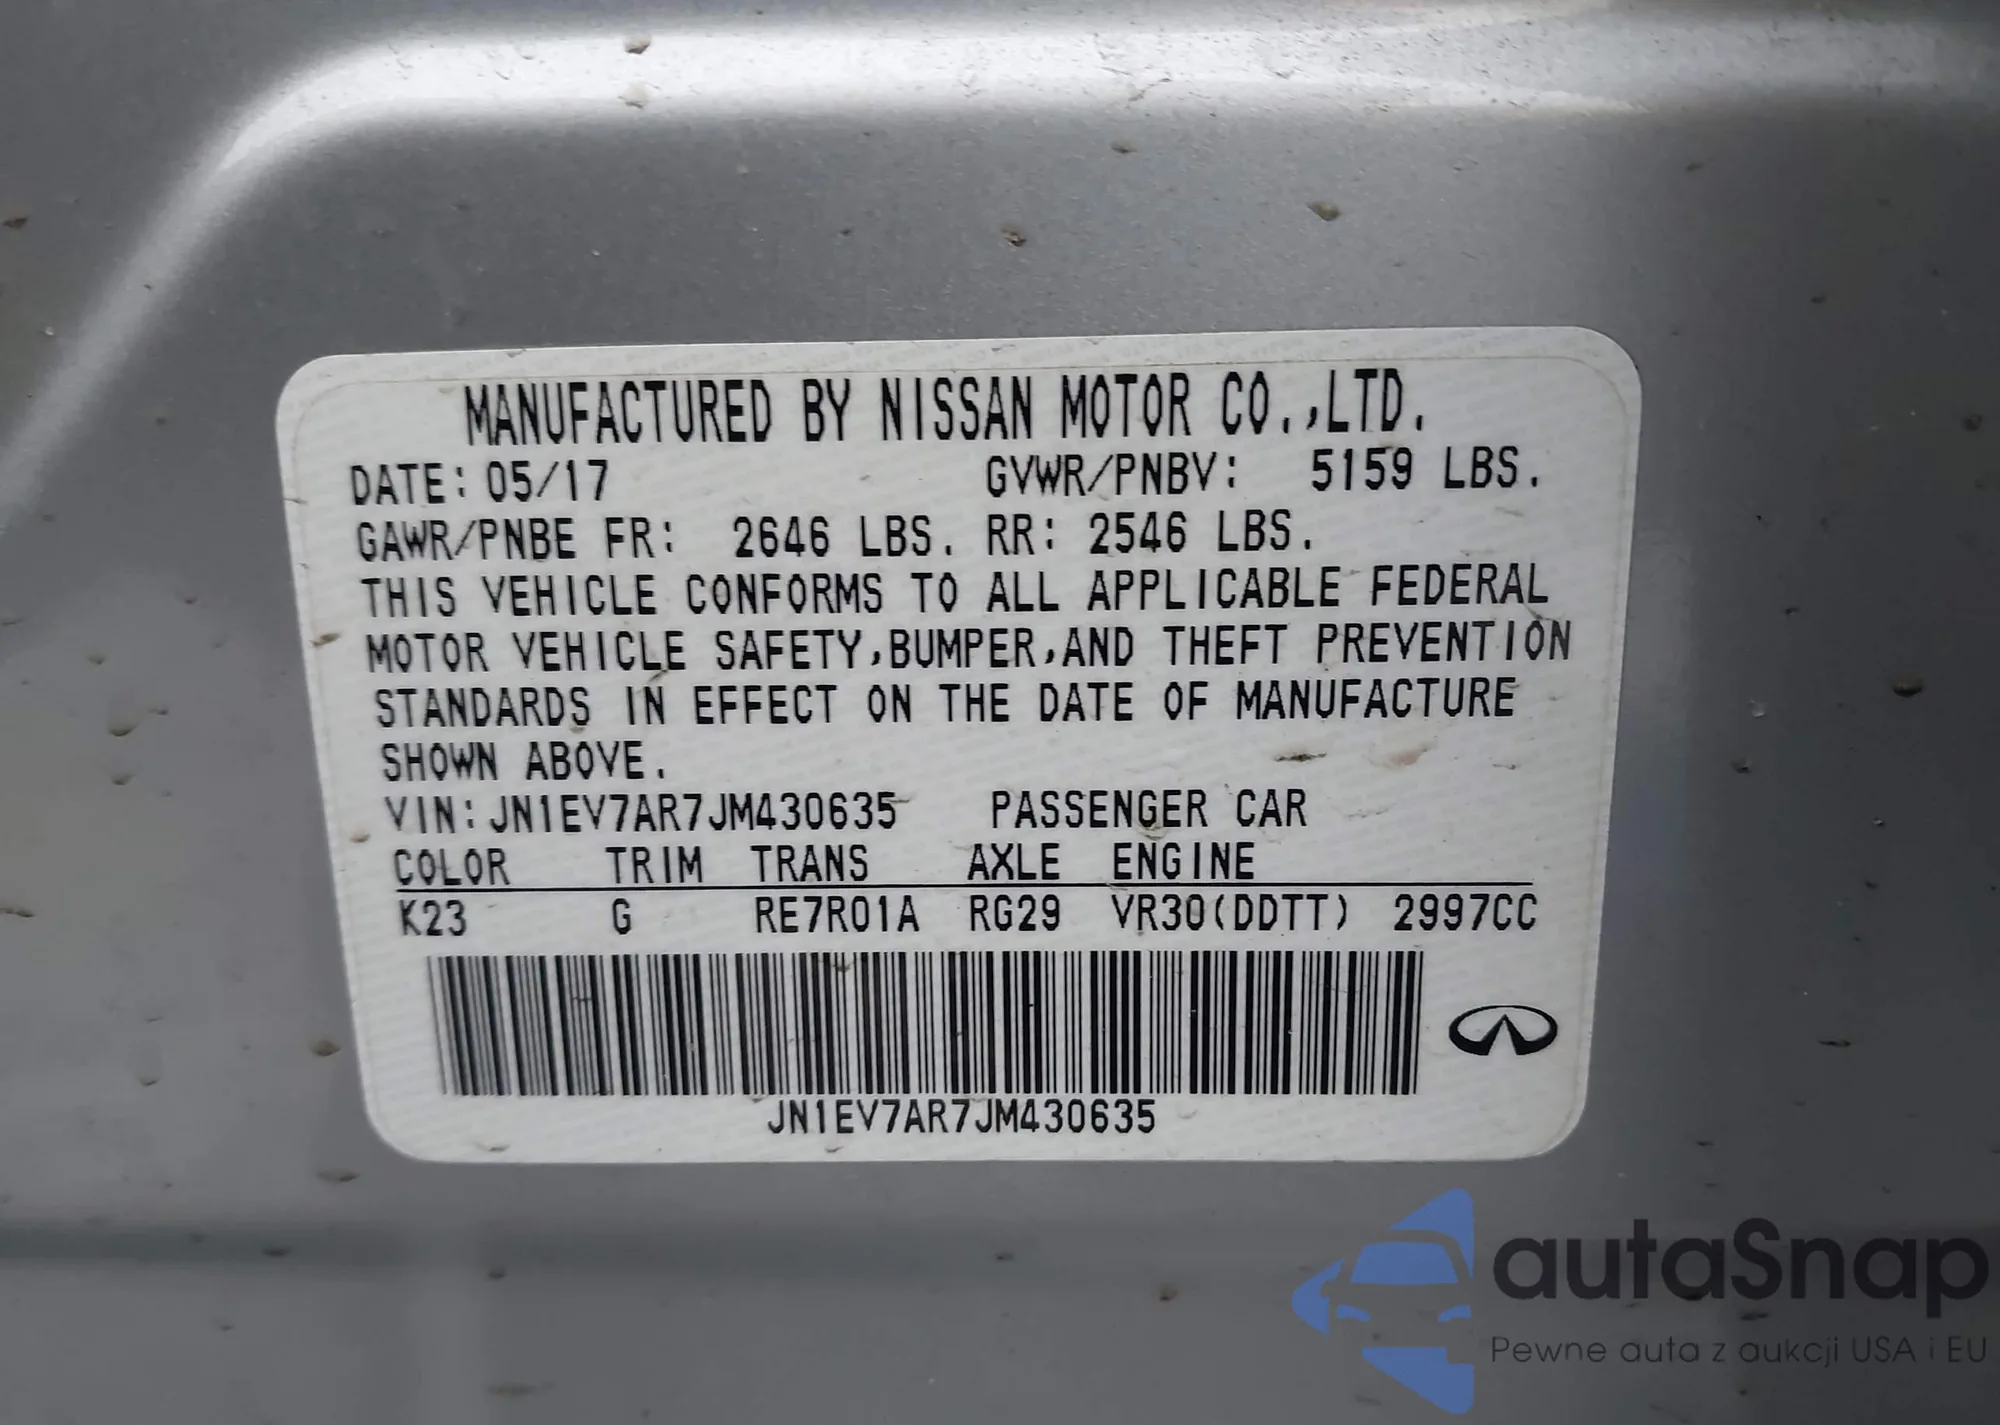 MANUFACTURED BY NISSAN MOTOR CO.,LTD.
DATE: 05/17 GVWR/PNBV: 5159 LBS.
GAWR/PNBE FR: 2646 LBS. RR: 2546 LBS.
THIS VEHICLE CONFORMS TO ALL APPLICABLE FEDERAL
MOTOR VEHICLE SAFETY,BUMPER,AND THEFT PREVENTION
STANDARDS IN EFFECT ON THE DATE OF MANUFACTURE
SHOWN ABOVE.
VIN:JN1EV7AR7JM430635 PASSENGER CAR
COLOR TRIM TRANS AXLE ENGINE
K23 G RE7R01A RG29 VR30(DDTT) 2997CC
JN1EV7AR7JM430635
autaSnap
Pewne auta z aukcji USA i EU